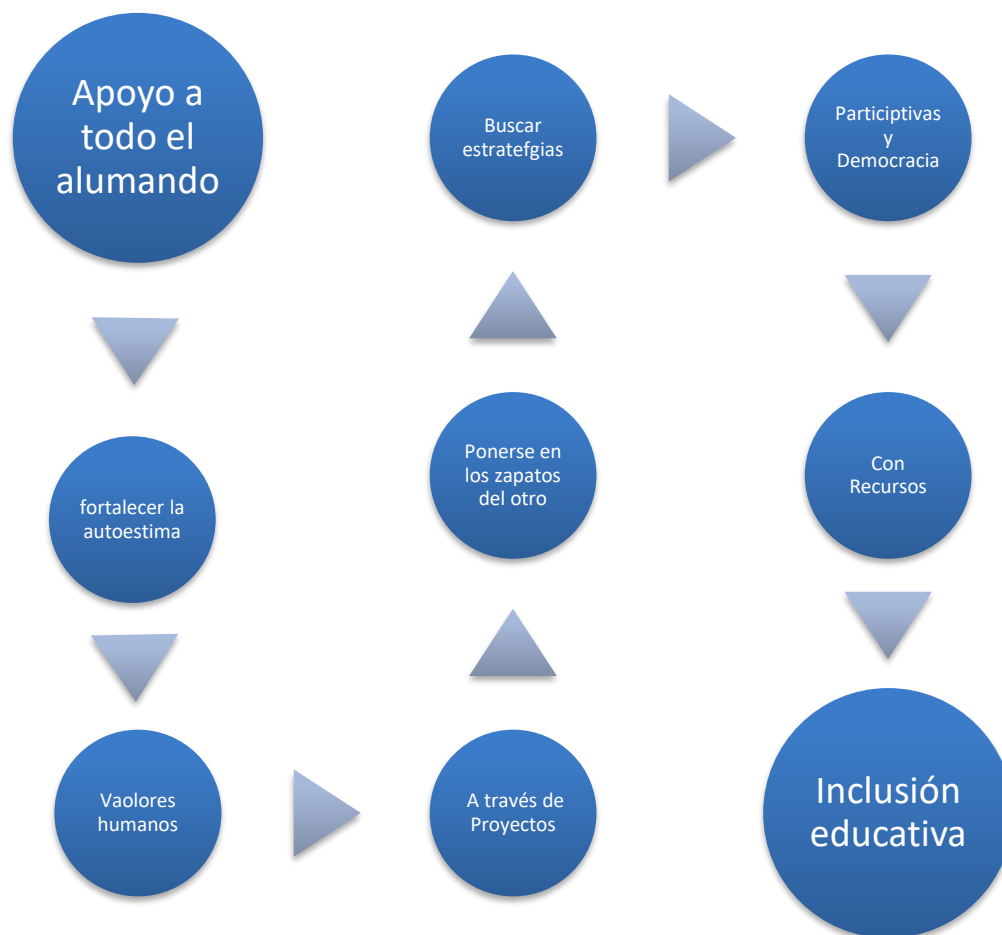 Apoyo a
todo el
alumando
fortalecer la
autoestima
Vaolores
humanos
A través de
Proyectos
Ponerse en
los zapatos
del otro
Buscar
estratefgias
Participtivas
y
Democracia
Con
Recursos
Inclusión
educativa